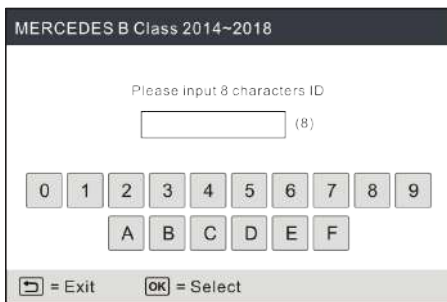 MERCEDES B Class 2014~2018
Please input 8 characters ID
(8)
0 1 2 3 4 5 6 7 8 9
A B C D E F
= Exit OK = Select